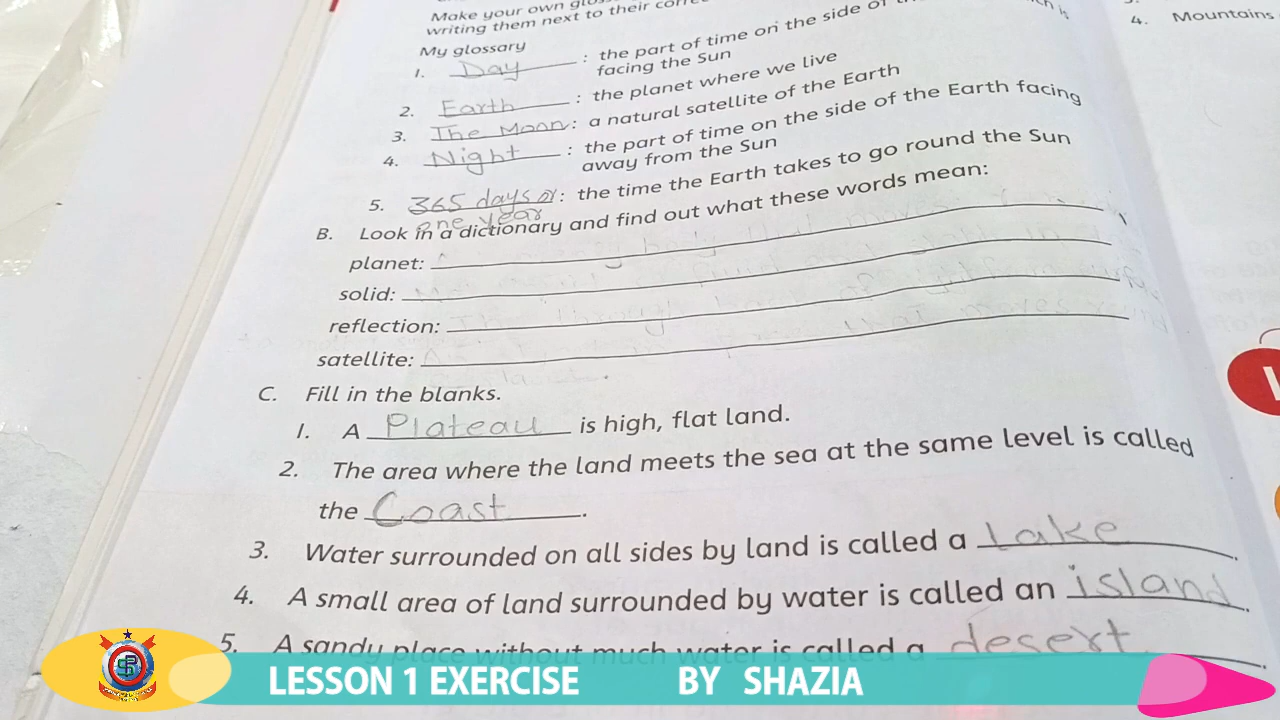 Make your own
writing them next to their
My glossary
1. Day : the part of time on the side of
facing the Sun
2. Earth : the planet where we live
3. The Moon : a natural satellite of the Earth
4. Night : the part of time on the side of the Earth facing
away from the Sun
5. 365 days or : the time the Earth takes to go round the Sun
one year
B. Look in a dictionary and find out what these words mean:
planet:
solid:
reflection:
satellite:
C. Fill in the blanks.
1. A Plateau is high, flat land.
2. The area where the land meets the sea at the same level is called
the Coast .
3. Water surrounded on all sides by land is called a Lake .
4. A small area of land surrounded by water is called an island .
5. A sandy place without much water is called a desert .
4. Mountains
LESSON 1 EXERCISE BY SHAZIA